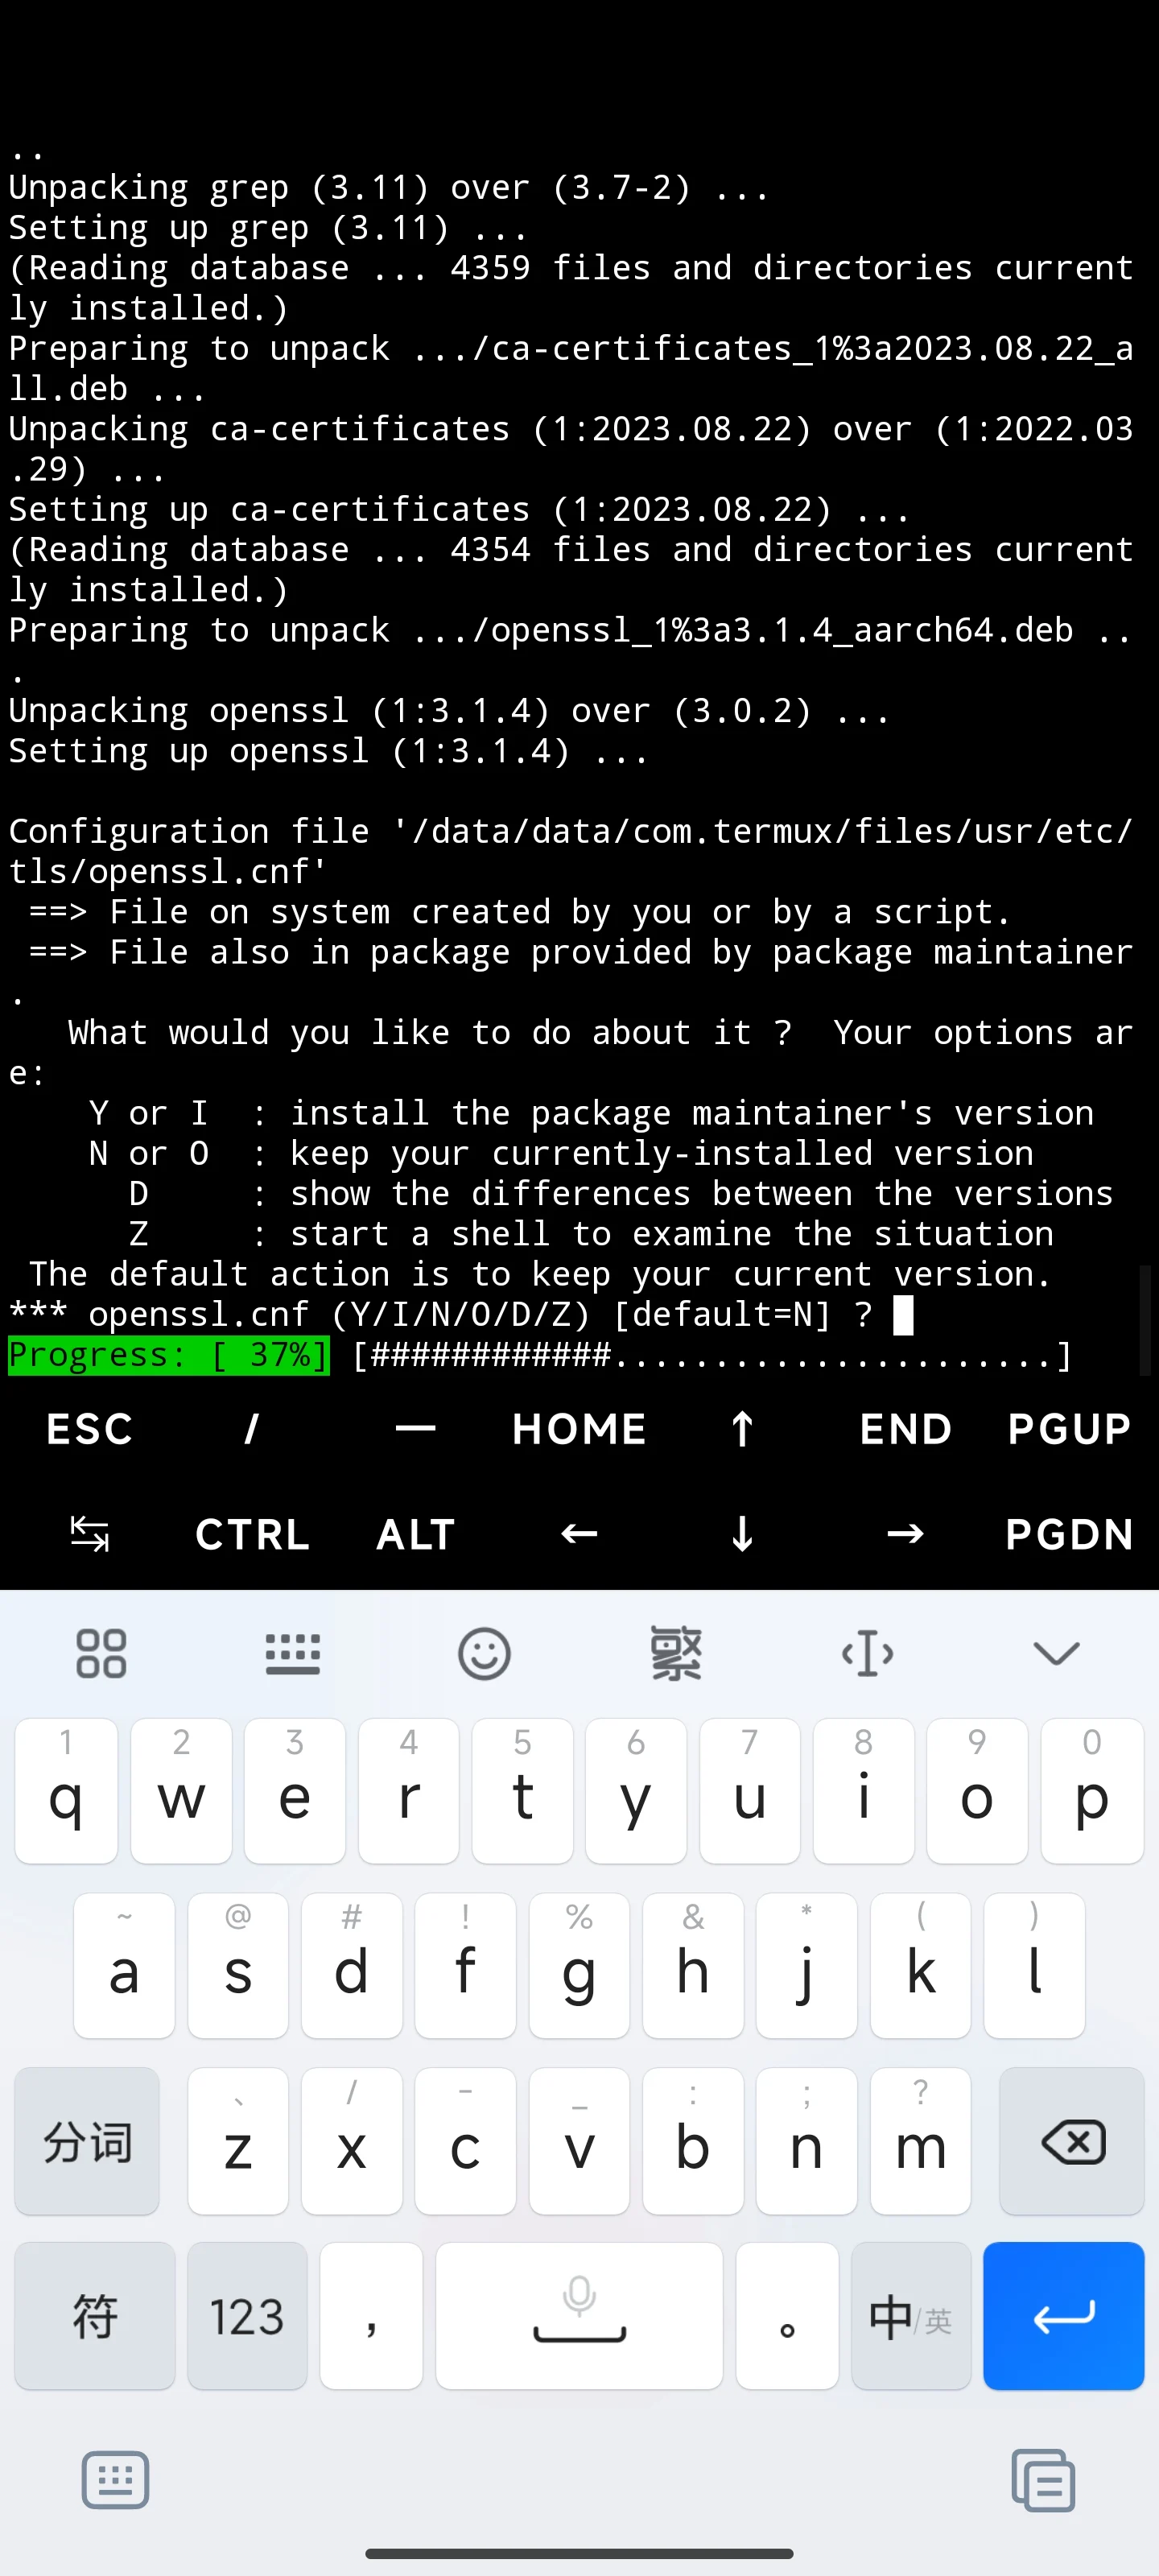 ..
Unpacking grep (3.11) over (3.7-2) ...
Setting up grep (3.11) ...
(Reading database ... 4359 files and directories current
ly installed.)
Preparing to unpack .../ca-certificates_1%3a2023.08.22_a
ll.deb ...
Unpacking ca-certificates (1:2023.08.22) over (1:2022.03
.29) ...
Setting up ca-certificates (1:2023.08.22) ...
(Reading database ... 4354 files and directories current
ly installed.)
Preparing to unpack .../openssl_1%3a3.1.4_aarch64.deb ..
.
Unpacking openssl (1:3.1.4) over (3.0.2) ...
Setting up openssl (1:3.1.4) ...
Configuration file '/data/data/com.termux/files/usr/etc/
tls/openssl.cnf'
 ==> File on system created by you or by a script.
 ==> File also in package provided by package maintainer
.
   What would you like to do about it ?  Your options ar
e:
    Y or I  : install the package maintainer's version
    N or O  : keep your currently-installed version
      D     : show the differences between the versions
      Z     : start a shell to examine the situation
 The default action is to keep your current version.
*** openssl.cnf (Y/I/N/O/D/Z) [default=N] ?
Progress: [ 37%] [############......................]
ESC / — HOME ↑ END PGUP
↹ CTRL ALT ← ↓ → PGDN
繁
1 2 3 4 5 6 7 8 9 0
q w e r t y u i o p
~ @ # ! % & * ( )
a s d f g h j k l
、 / - _ : ; ?
分词 z x c v b n m
符 123 , 。 中/英